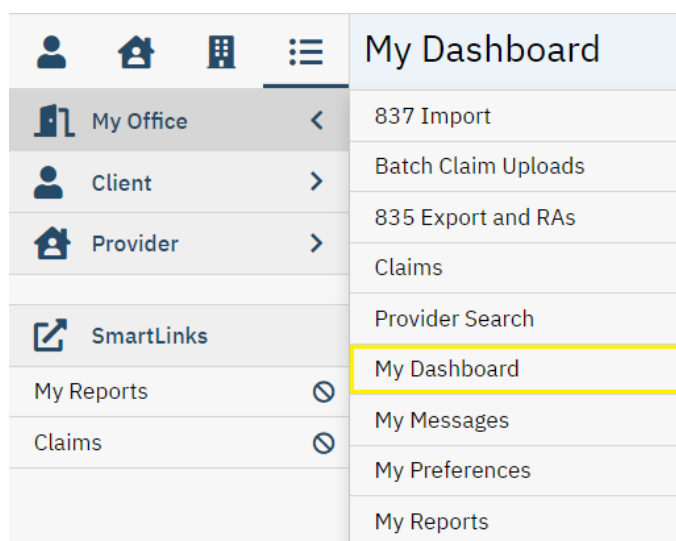 My Office
Client
Provider
SmartLinks
My Reports
Claims
My Dashboard
837 Import
Batch Claim Uploads
835 Export and RAs
Claims
Provider Search
My Dashboard
My Messages
My Preferences
My Reports